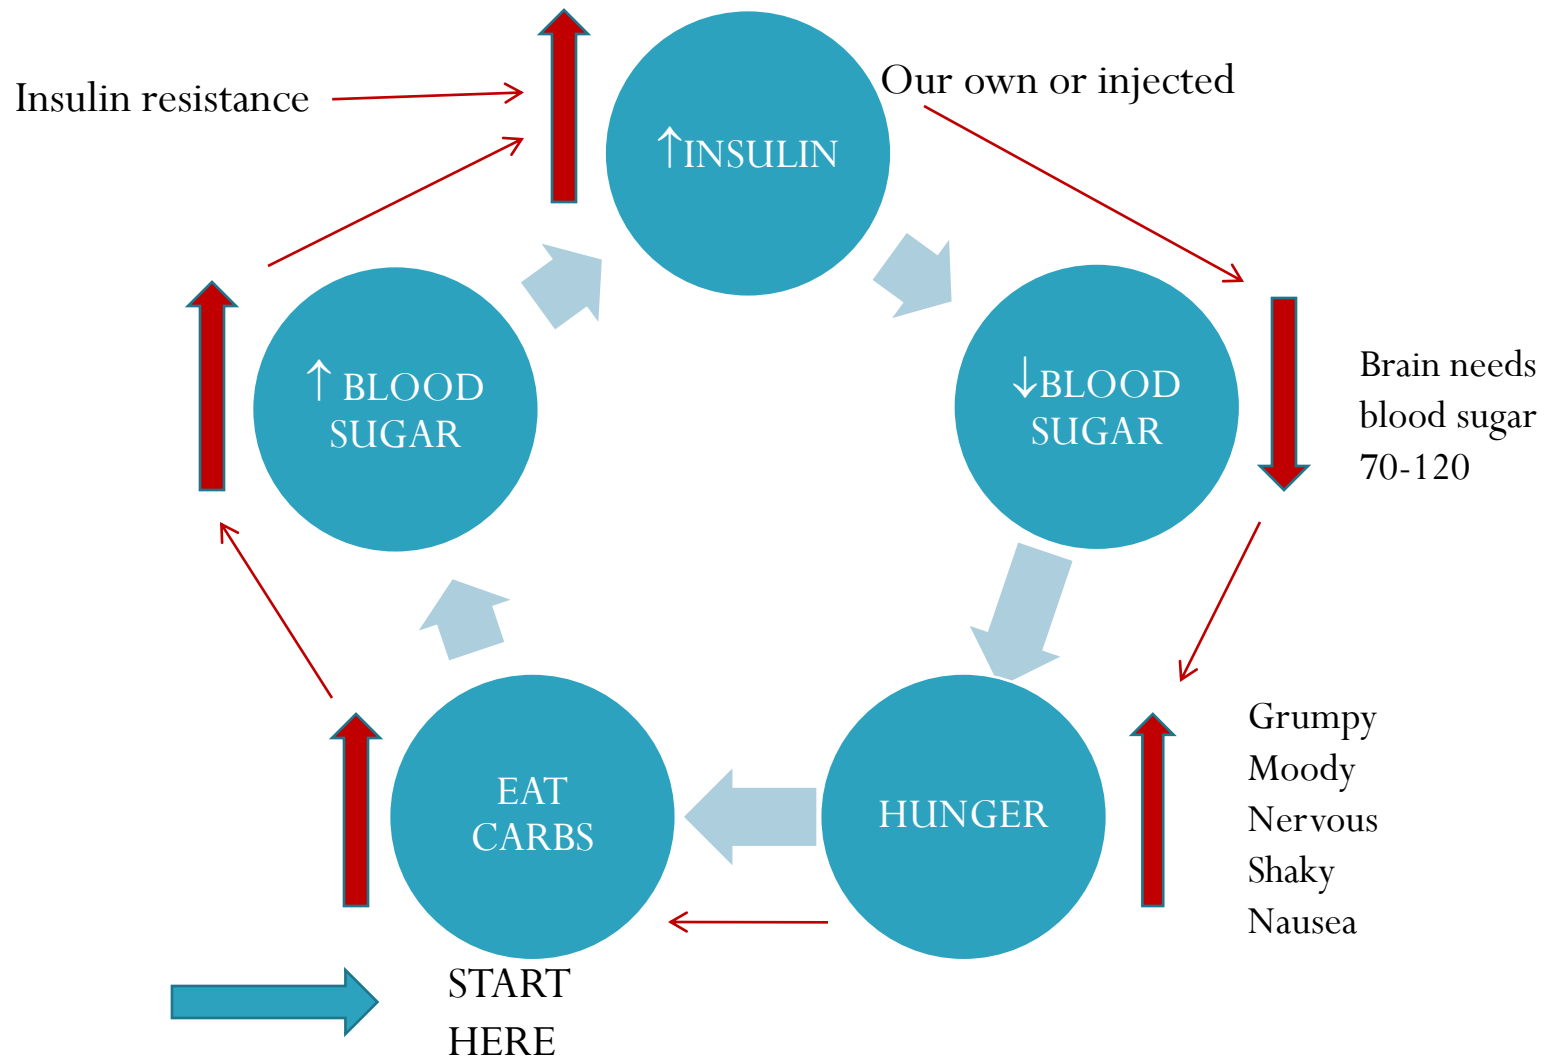 Insulin resistance
↑INSULIN
Our own or injected
↑ BLOOD
SUGAR
↓BLOOD
SUGAR
Brain needs
blood sugar
70-120
EAT
CARBS
HUNGER
Grumpy
Moody
Nervous
Shaky
Nausea
START
HERE